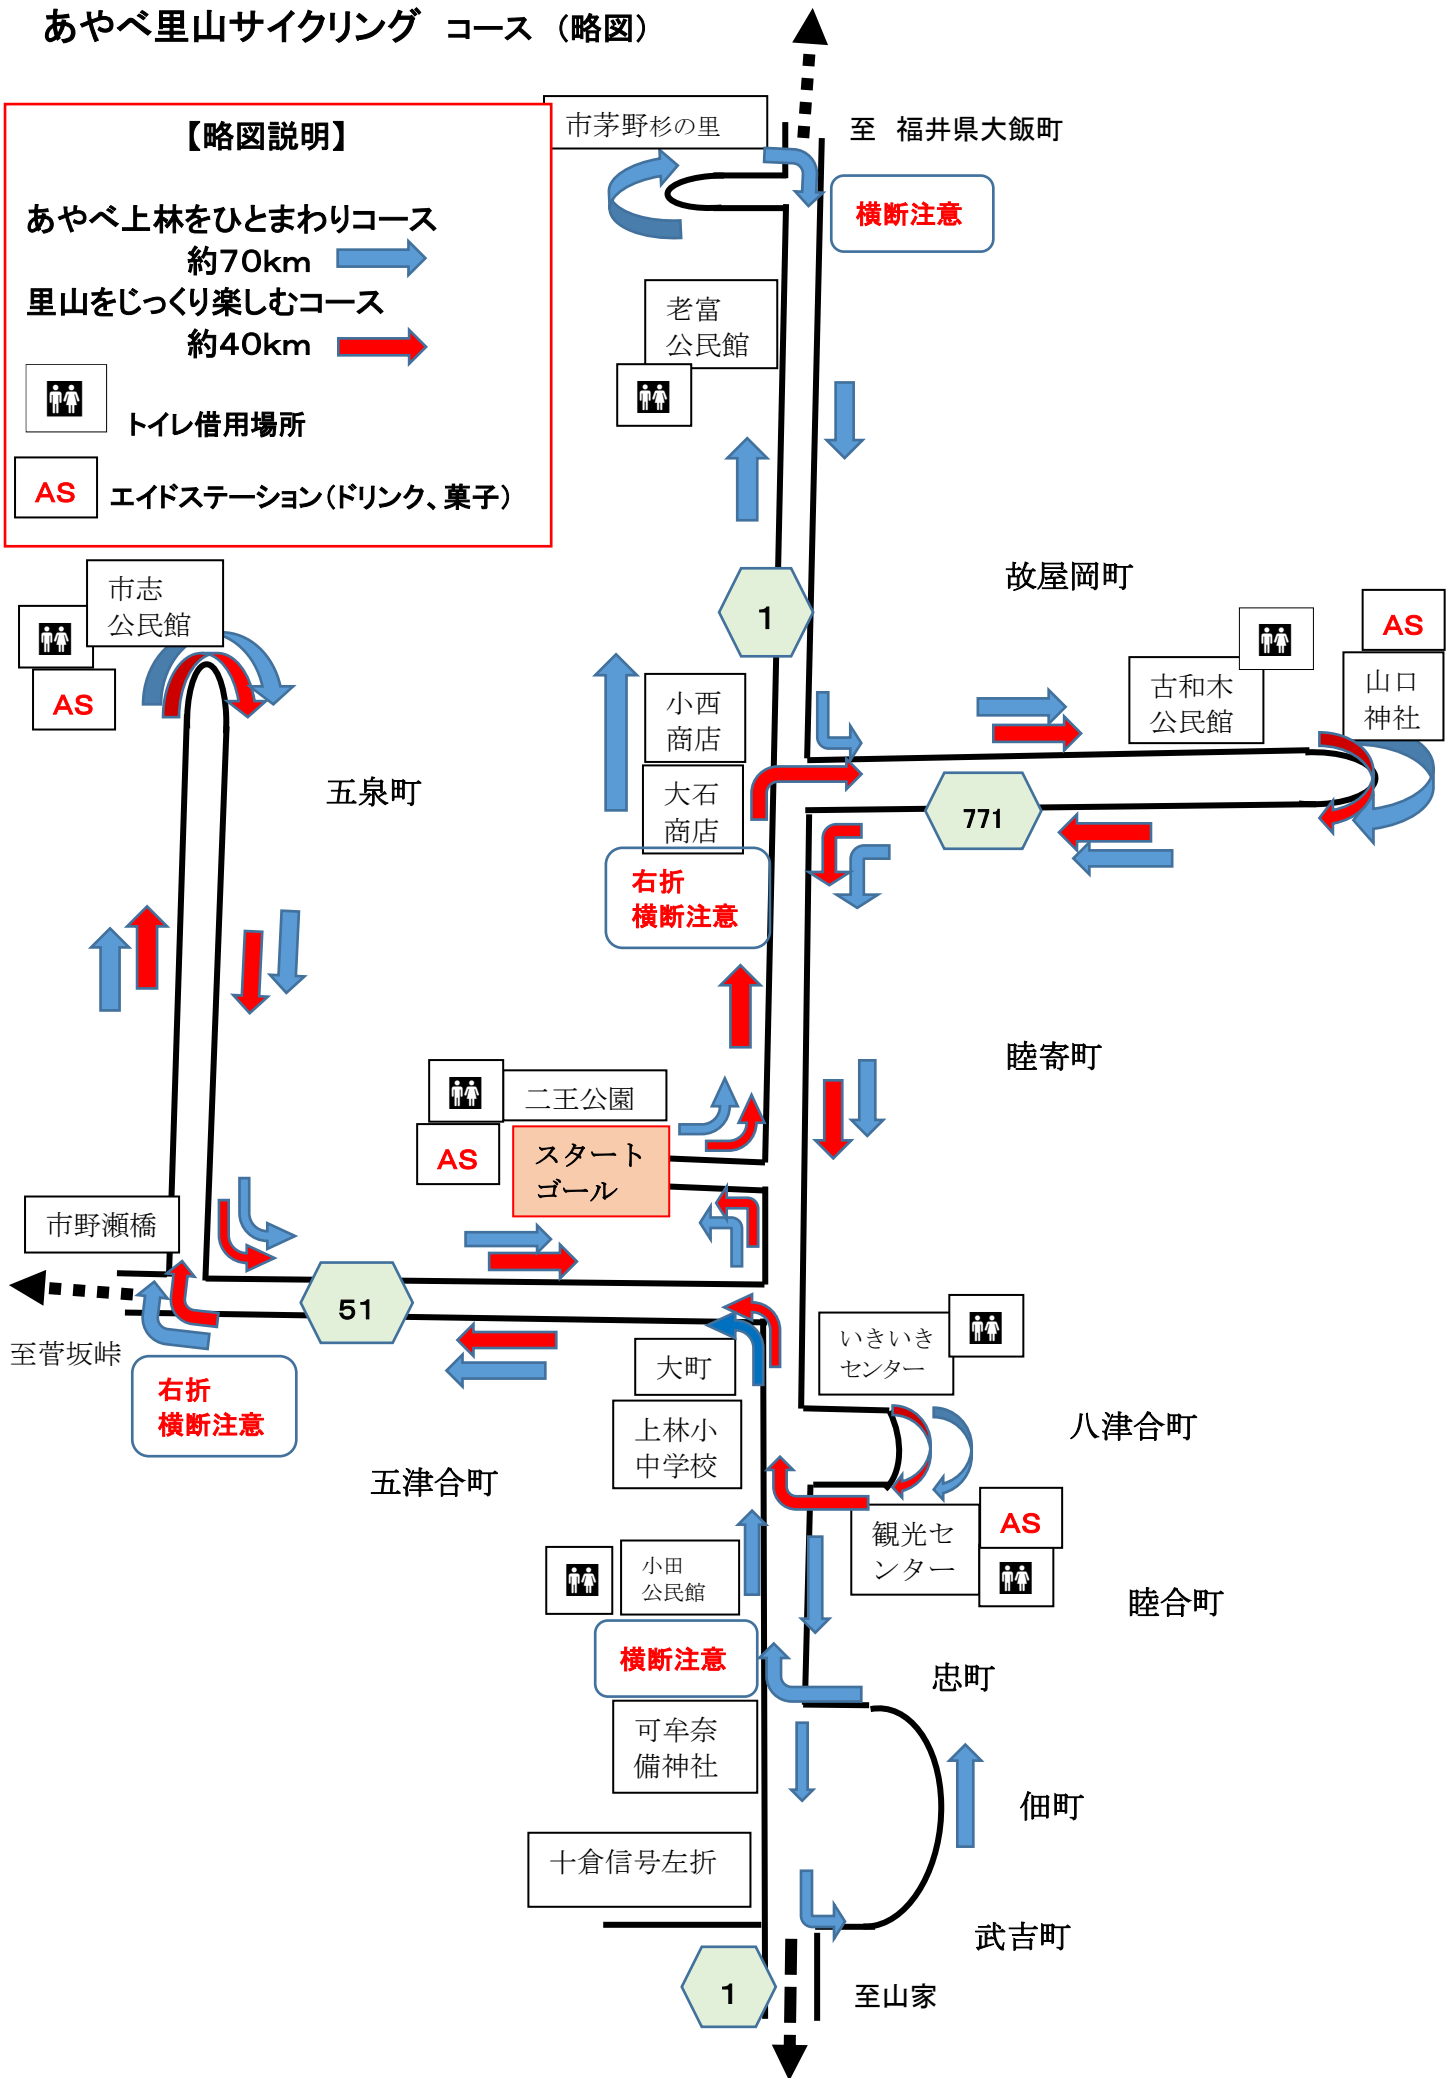 あやべ里山サイクリング コース (略図)
【略図説明】
あやべ上林をひとまわりコース
約70km
里山をじっくり楽しむコース
約40km
トイレ借用場所
AS エイドステーション(ドリンク、菓子)
市茅野杉の里
至 福井県大飯町
横断注意
老富
公民館
1
故屋岡町
市志
公民館
AS
五泉町
小西
商店
大石
商店
右折
横断注意
古和木
公民館
AS
山口
神社
771
睦寄町
二王公園
AS
スタート
ゴール
市野瀬橋
51
至菅坂峠
右折
横断注意
大町
いきいき
センター
上林小
中学校
八津合町
五津合町
観光セ
ンター
AS
小田
公民館
睦合町
横断注意
忠町
可牟奈
備神社
佃町
十倉信号左折
武吉町
1
至山家